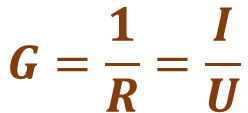 G = 1/R = I/U